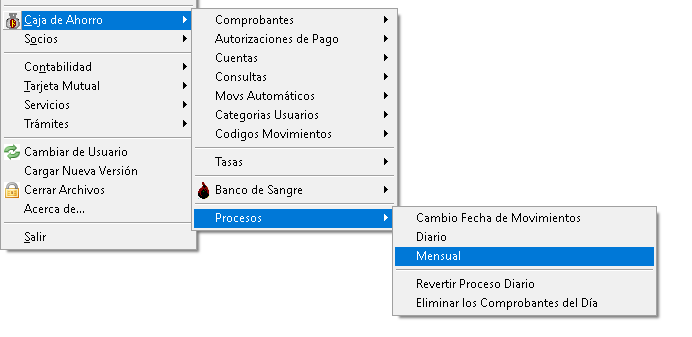 Caja de Ahorro
Socios
Contabilidad
Tarjeta Mutual
Servicios
Trámites
Cambiar de Usuario
Cargar Nueva Versión
Cerrar Archivos
Acerca de...
Salir
Comprobantes
Autorizaciones de Pago
Cuentas
Consultas
Movs Automáticos
Categorias Usuarios
Codigos Movimientos
Tasas
Banco de Sangre
Procesos
Cambio Fecha de Movimientos
Diario
Mensual
Revertir Proceso Diario
Eliminar los Comprobantes del Día